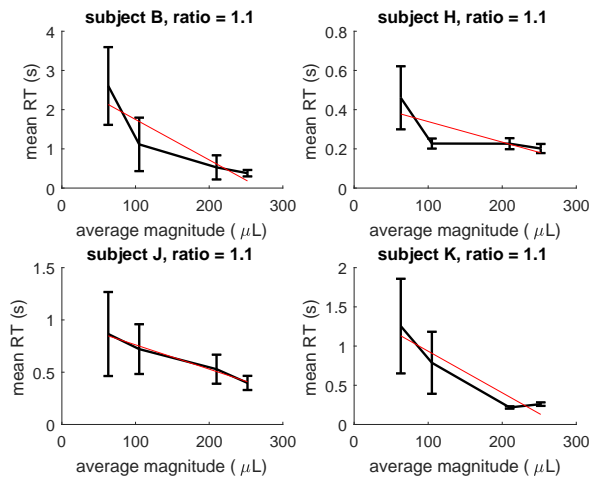 subject B, ratio = 1.1
4
3
2
1
0
mean RT (s)
0 100 200 300
average magnitude ( μL)
subject H, ratio = 1.1
0.8
0.6
0.4
0.2
0
mean RT (s)
0 100 200 300
average magnitude ( μL)
subject J, ratio = 1.1
1.5
1
0.5
0
mean RT (s)
0 100 200 300
average magnitude ( μL)
subject K, ratio = 1.1
2
1.5
1
0.5
0
mean RT (s)
0 100 200 300
average magnitude ( μL)